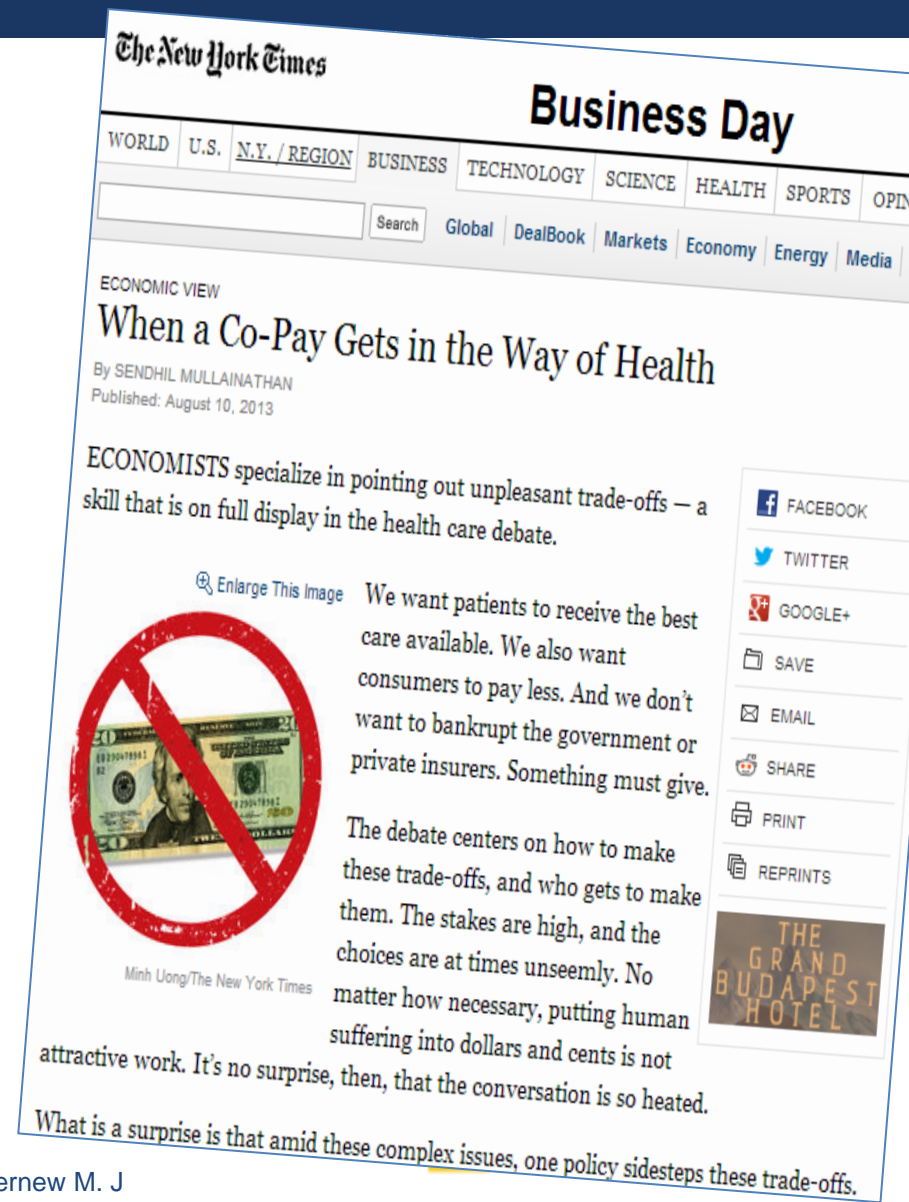 The New York Times
Business Day
WORLD U.S. N.Y. / REGION BUSINESS TECHNOLOGY SCIENCE HEALTH SPORTS OPIN
Search Global DealBook Markets Economy Energy Media
ECONOMIC VIEW
When a Co-Pay Gets in the Way of Health
By SENDHIL MULLAINATHAN
Published: August 10, 2013
ECONOMISTS specialize in pointing out unpleasant trade-offs — a
skill that is on full display in the health care debate.
Enlarge This Image
Minh Uong/The New York Times
We want patients to receive the best
care available. We also want
consumers to pay less. And we don't
want to bankrupt the government or
private insurers. Something must give.
The debate centers on how to make
these trade-offs, and who gets to make
them. The stakes are high, and the
choices are at times unseemly. No
matter how necessary, putting human
suffering into dollars and cents is not
attractive work. It's no surprise, then, that the conversation is so heated.
What is a surprise is that amid these complex issues, one policy sidesteps these trade-offs.
FACEBOOK
TWITTER
GOOGLE+
SAVE
EMAIL
SHARE
PRINT
REPRINTS
THE
GRAND
BUDAPEST
HOTEL
ernew M. J